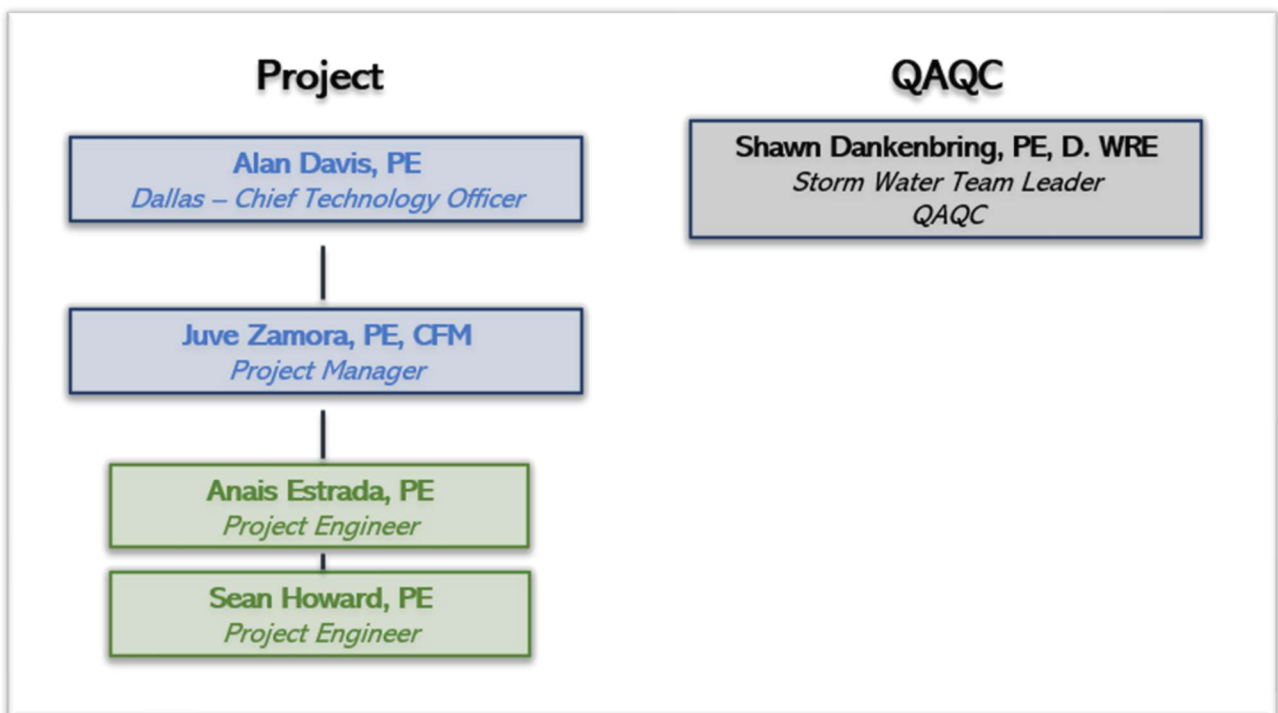 Project
Alan Davis, PE
Dallas – Chief Technology Officer
Juve Zamora, PE, CFM
Project Manager
Anais Estrada, PE
Project Engineer
Sean Howard, PE
Project Engineer
QAQC
Shawn Dankenbring, PE, D. WRE
Storm Water Team Leader
QAQC